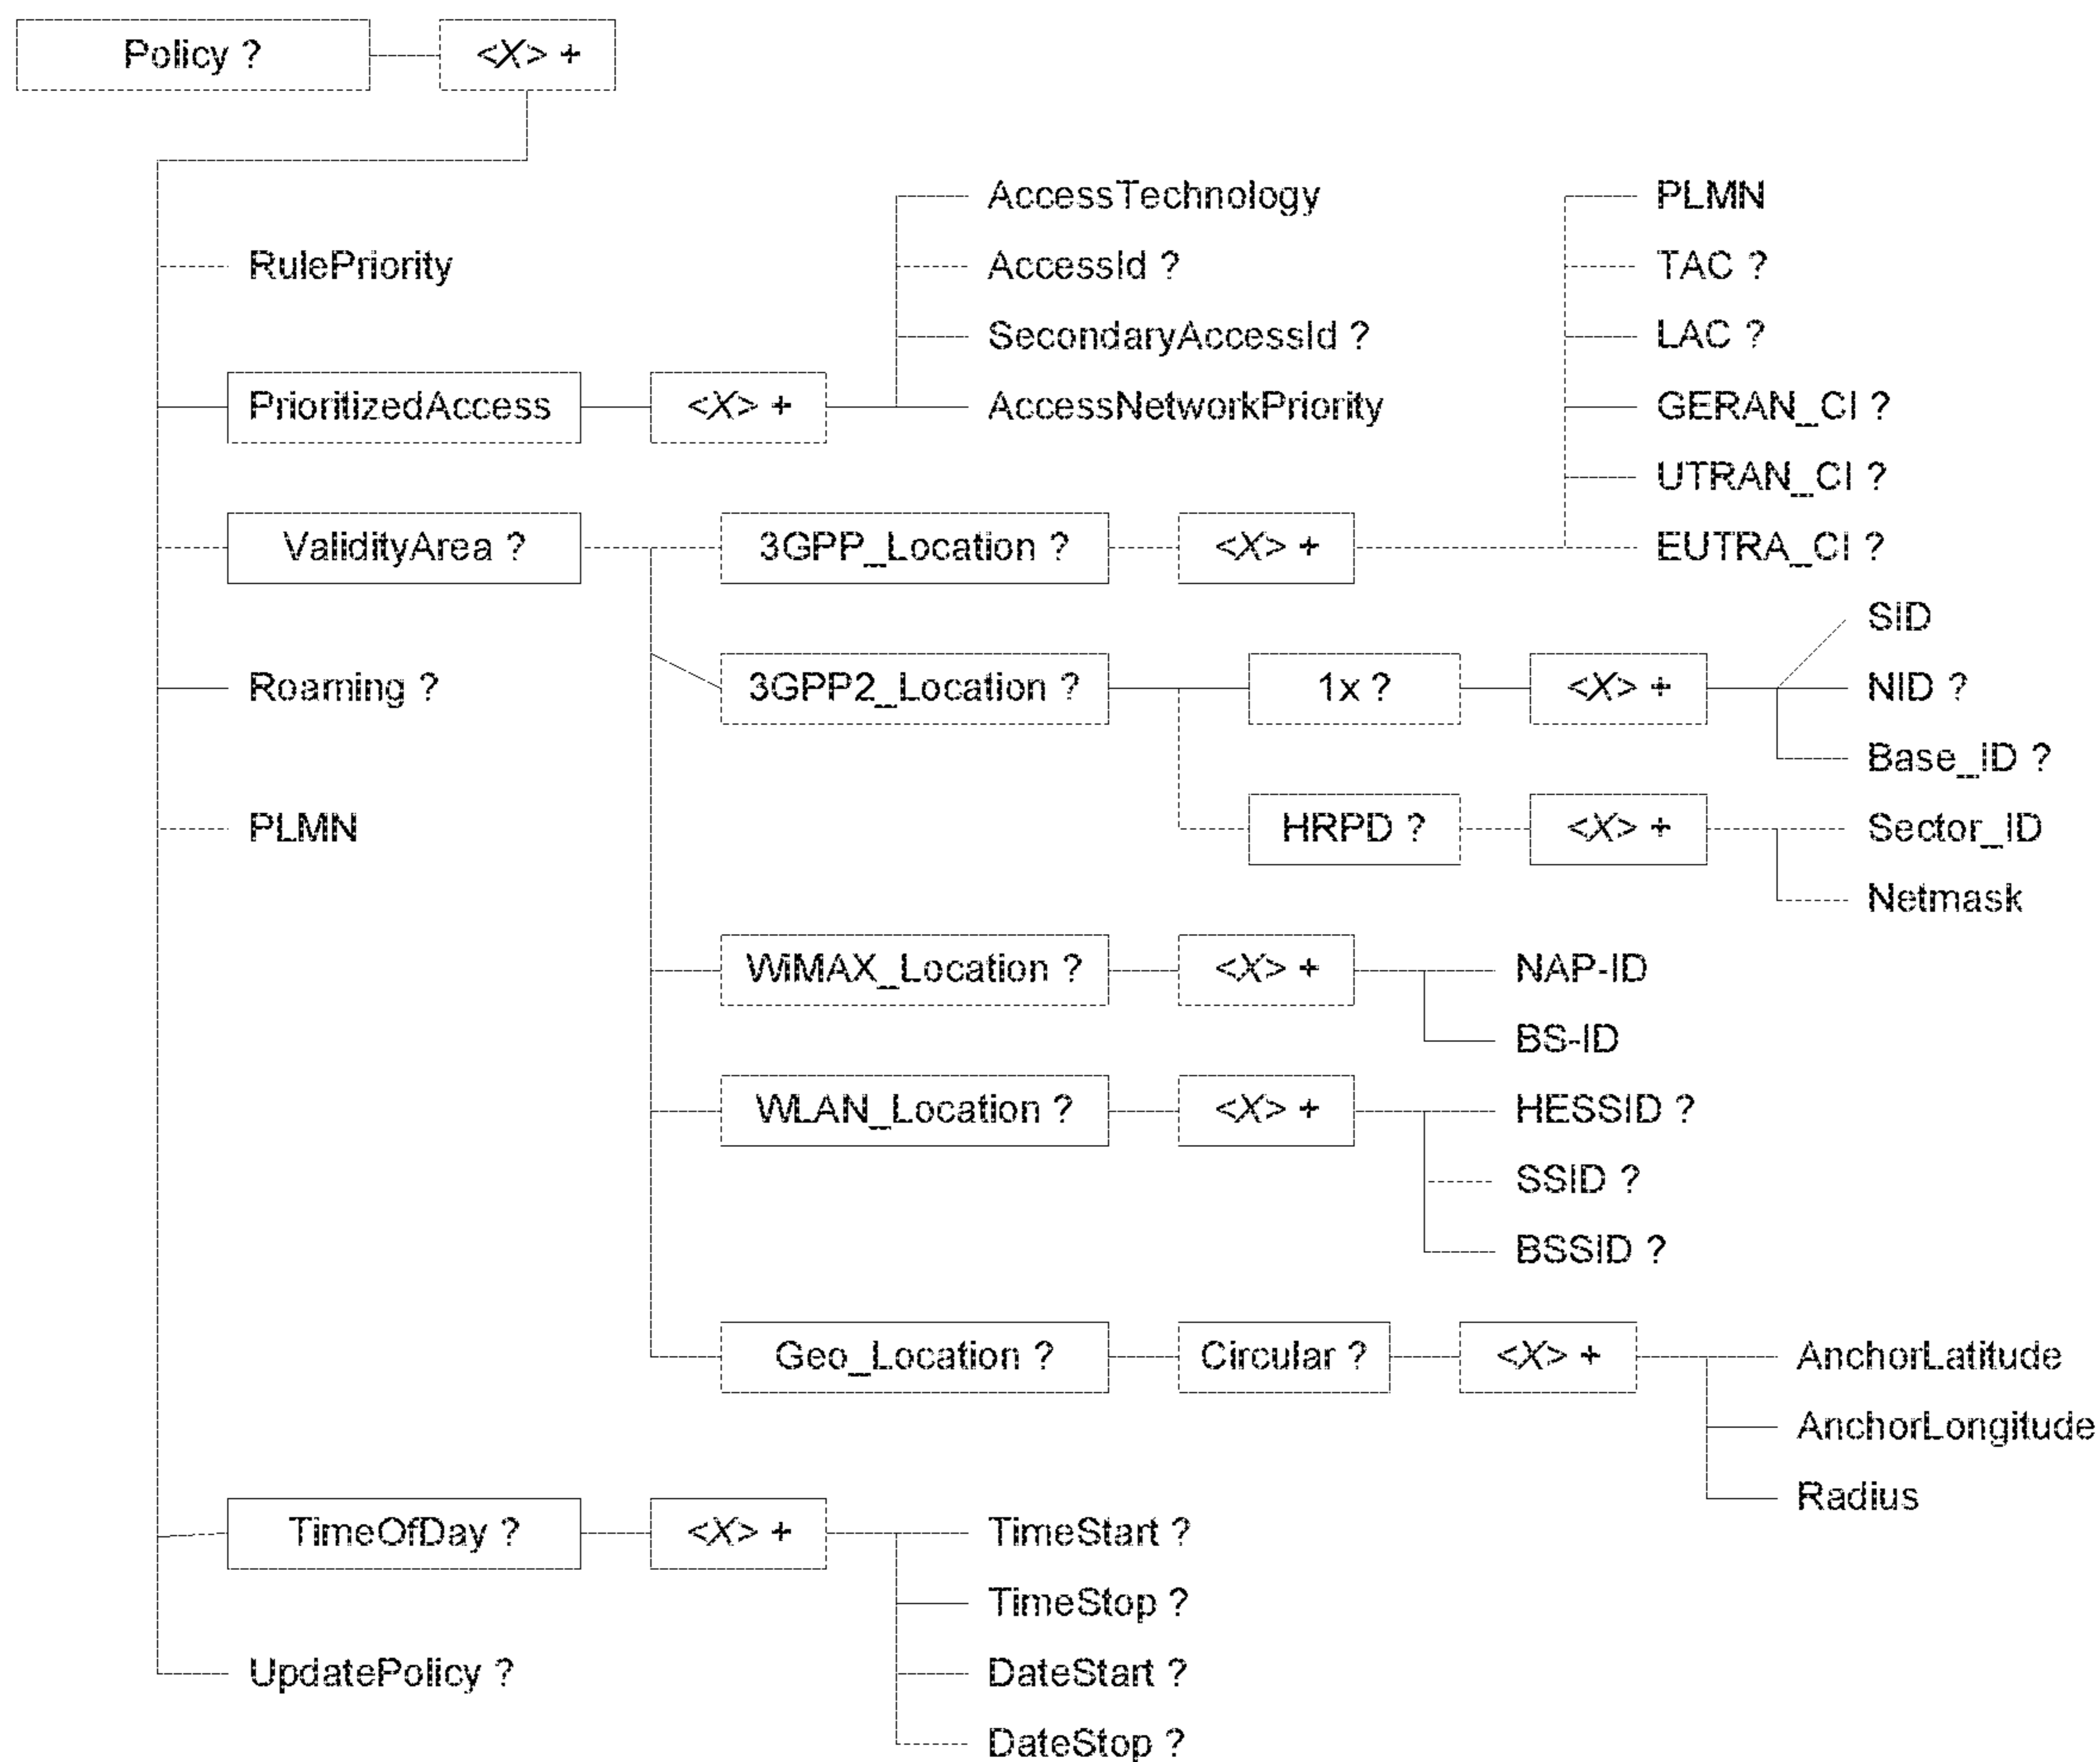 Policy ? <X> +
AccessTechnology PLMN
RulePriority AccessId ? TAC ?
SecondaryAccessId ? LAC ?
PrioritizedAccess <X> + AccessNetworkPriority GERAN_CI ?
UTRAN_CI ?
ValidityArea ? 3GPP_Location ? <X> + EUTRA_CI ?
SID
Roaming ? 3GPP2_Location ? 1x ? <X> + NID ?
Base_ID ?
PLMN HRPD ? <X> + Sector_ID
Netmask
WiMAX_Location ? <X> + NAP-ID
BS-ID
WLAN_Location ? <X> + HESSID ?
SSID ?
BSSID ?
Geo_Location ? Circular ? <X> + AnchorLatitude
AnchorLongitude
Radius
TimeOfDay ? <X> + TimeStart ?
TimeStop ?
UpdatePolicy ? DateStart ?
DateStop ?